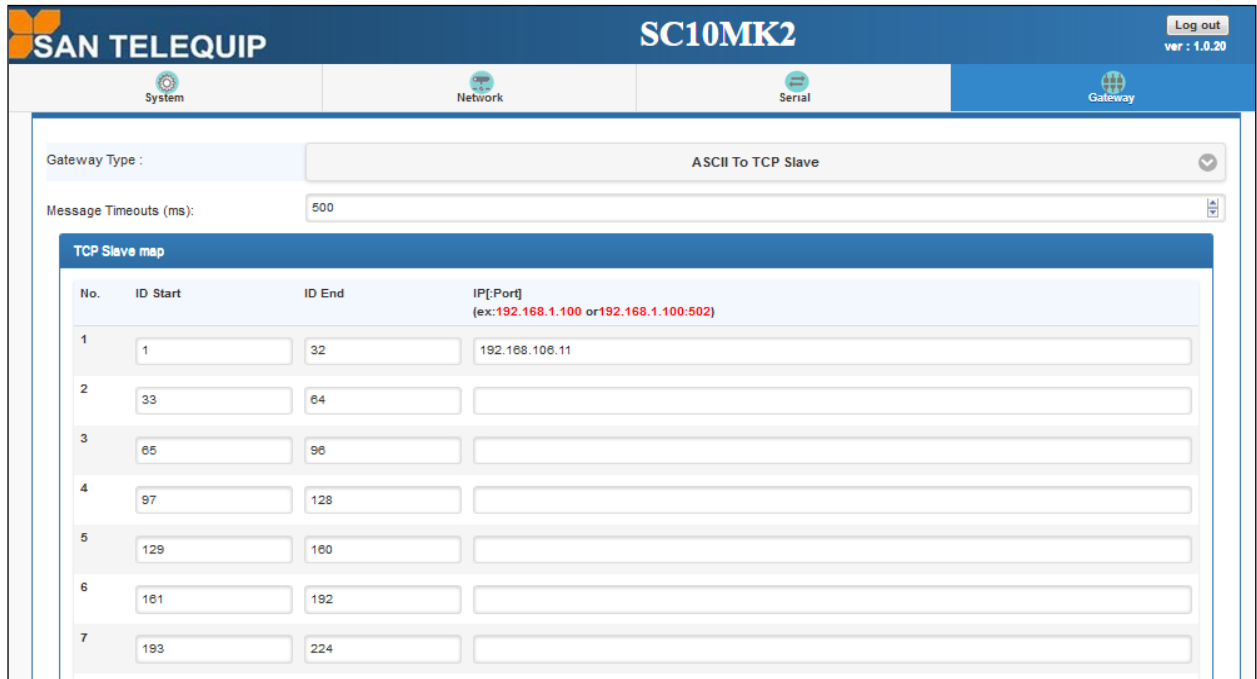 SAN TELEQUIP
SC10MK2
Log out
ver : 1.0.20
System
Network
Serial
Gateway
Gateway Type :
ASCII To TCP Slave
Message Timeouts (ms):
500
TCP Slave map
No. ID Start ID End IP[:Port]
(ex:192.168.1.100 or192.168.1.100:502)
1 1 32 192.168.106.11
2 33 64
3 65 96
4 97 128
5 129 160
6 161 192
7 193 224